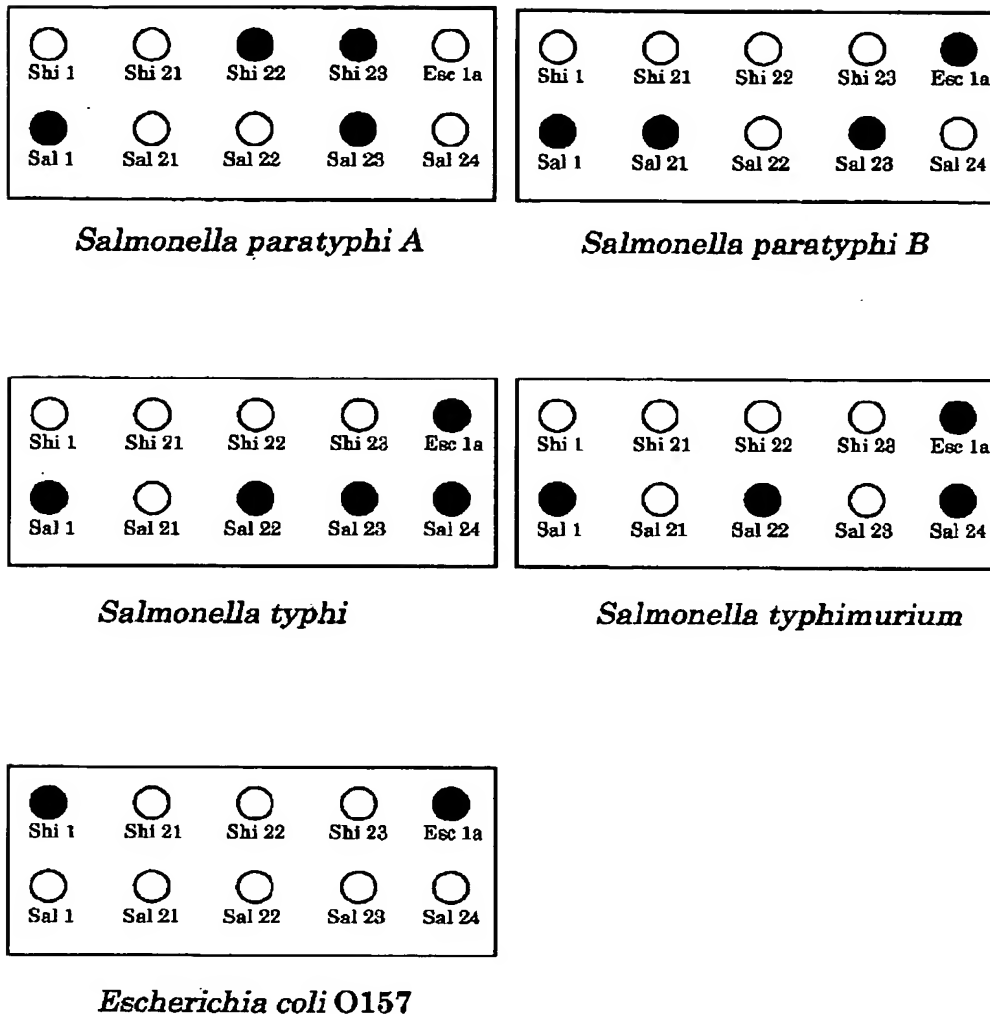 Shi 1 Shi 21 Shi 22 Shi 23 Esc 1a
Sal 1 Sal 21 Sal 22 Sal 23 Sal 24
Salmonella paratyphi A
Shi 1 Shi 21 Shi 22 Shi 23 Esc 1a
Sal 1 Sal 21 Sal 22 Sal 23 Sal 24
Salmonella paratyphi B
Shi 1 Shi 21 Shi 22 Shi 23 Esc 1a
Sal 1 Sal 21 Sal 22 Sal 23 Sal 24
Salmonella typhi
Shi 1 Shi 21 Shi 22 Shi 23 Esc 1a
Sal 1 Sal 21 Sal 22 Sal 23 Sal 24
Salmonella typhimurium
Shi 1 Shi 21 Shi 22 Shi 23 Esc 1a
Sal 1 Sal 21 Sal 22 Sal 23 Sal 24
Escherichia coli O157